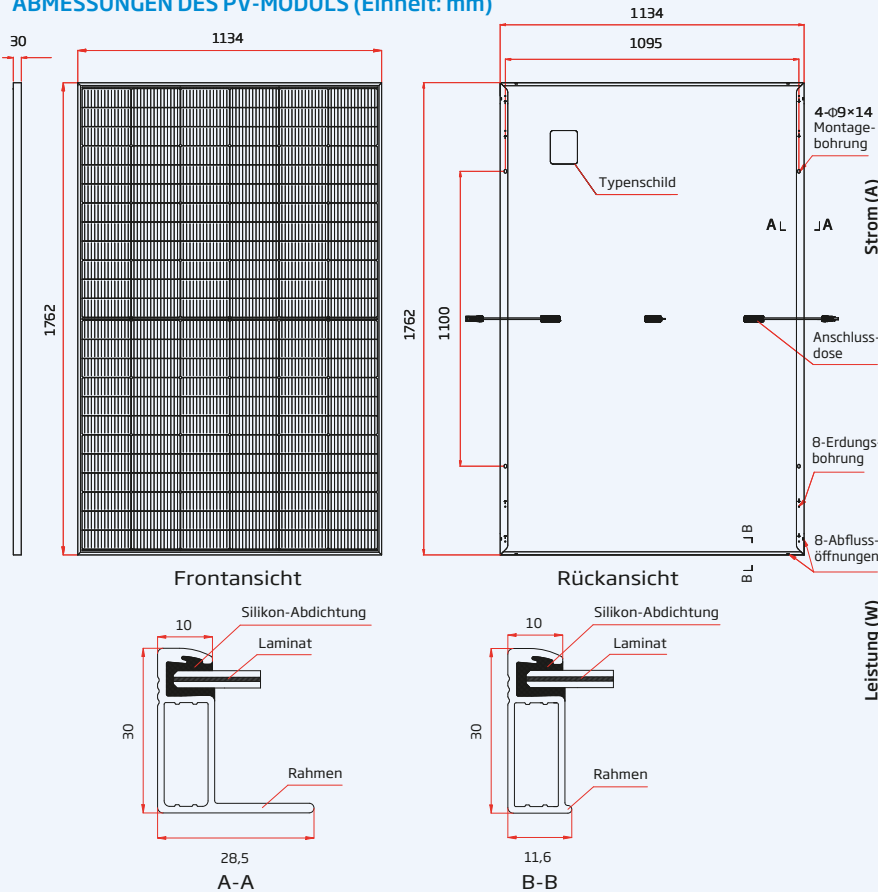 ABMESSUNGEN DES PV-MODULS (Einheit: mm)
30
1134
1762
Frontansicht
1134
1095
1762
1100
4-Φ9×14
Montage-
bohrung
Typenschild
A
A
Anschluss-
dose
8-Erdungs-
bohrung
8-Abfluss-
öffnungen
B
B
Rückansicht
Strom (A)
Leistung (W)
10
Silikon-Abdichtung
Laminat
30
Rahmen
28,5
A-A
10
Silikon-Abdichtung
Laminat
30
Rahmen
11,6
B-B